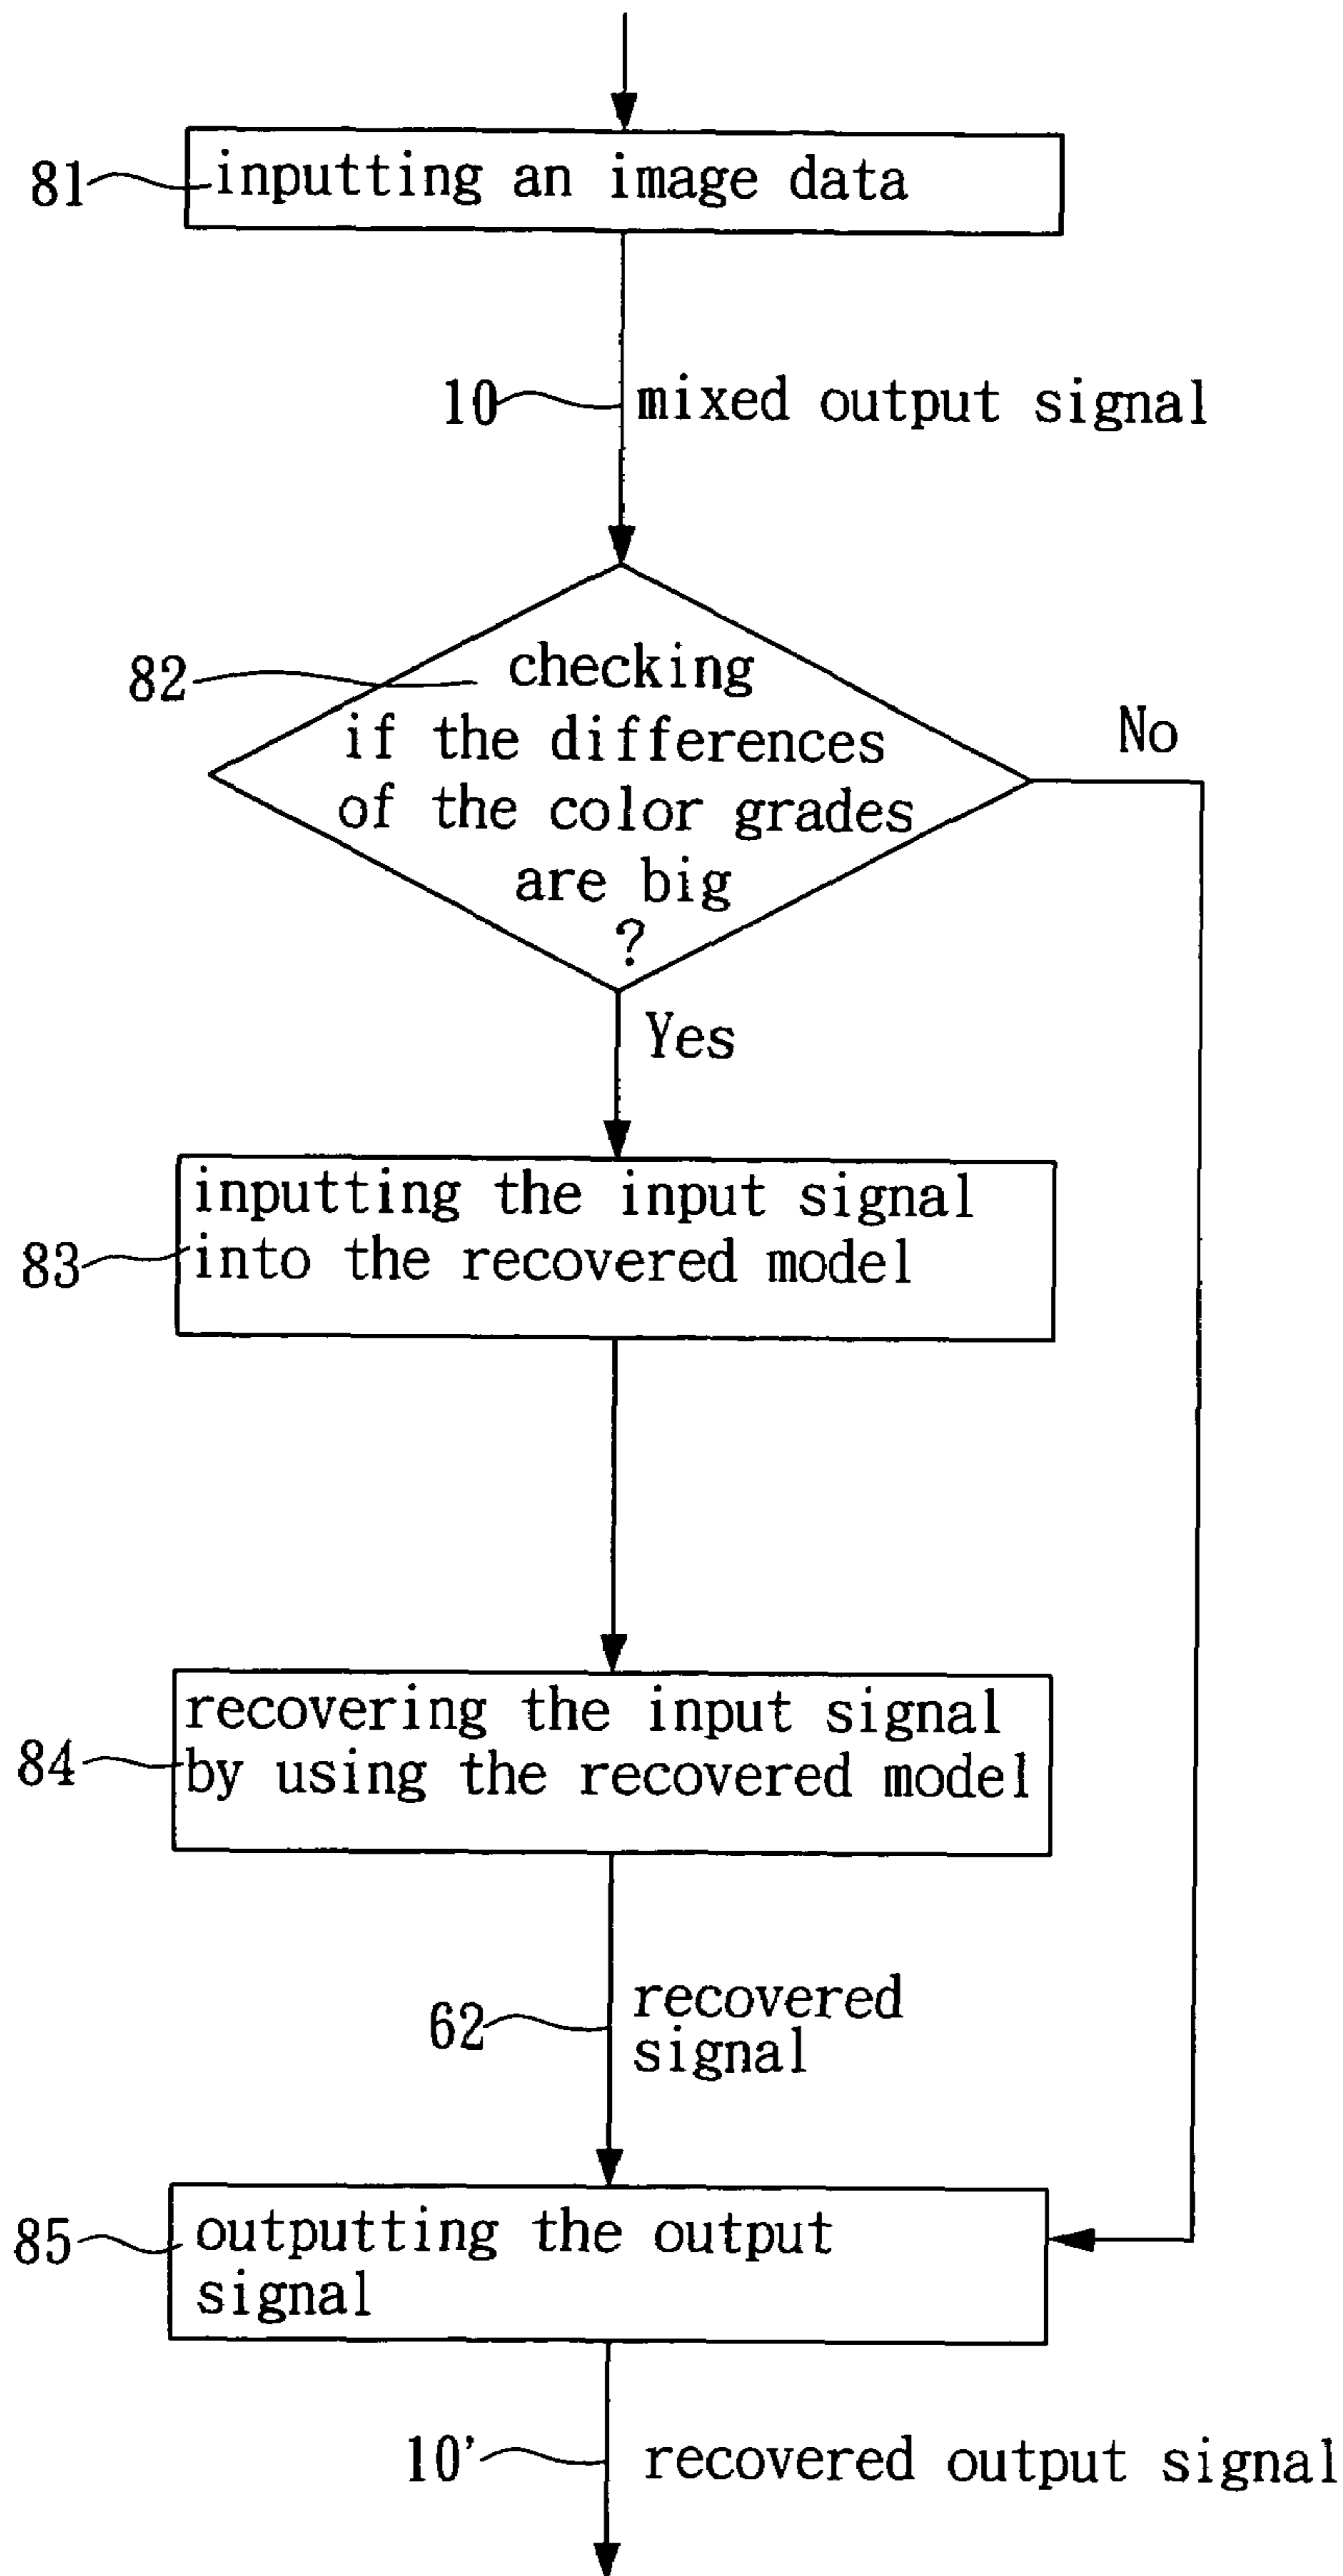 81
inputting an image data
10
mixed output signal
82
checking
if the differences
of the color grades
are big
?
No
Yes
83
inputting the input signal
into the recovered model
84
recovering the input signal
by using the recovered model
62
recovered
signal
85
outputting the output
signal
10'
recovered output signal